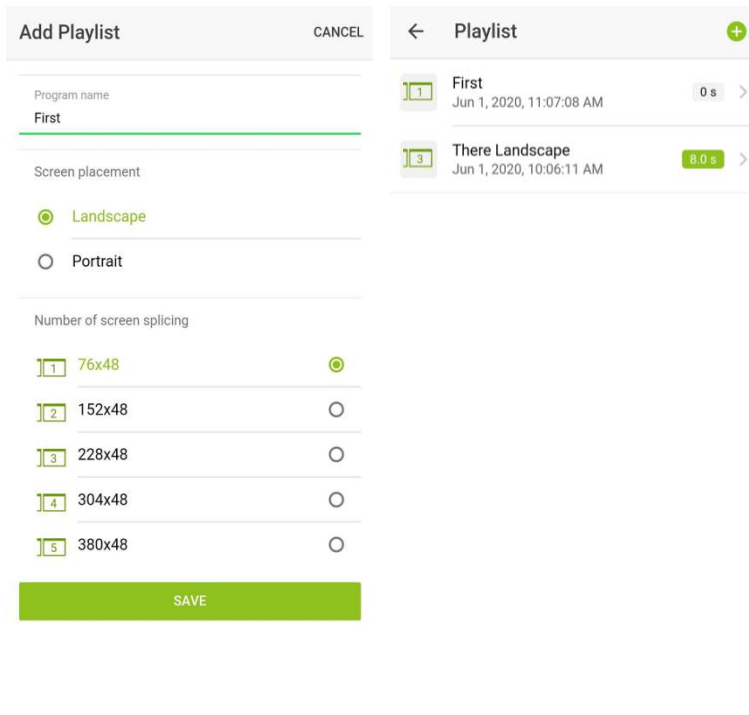 Add Playlist CANCEL
Program name
First
Screen placement
Landscape
Portrait
Number of screen splicing
1 76x48
2 152x48
3 228x48
4 304x48
5 380x48
SAVE
Playlist
1 First 0 s
Jun 1, 2020, 11:07:08 AM
3 There Landscape 8.0 s
Jun 1, 2020, 10:06:11 AM